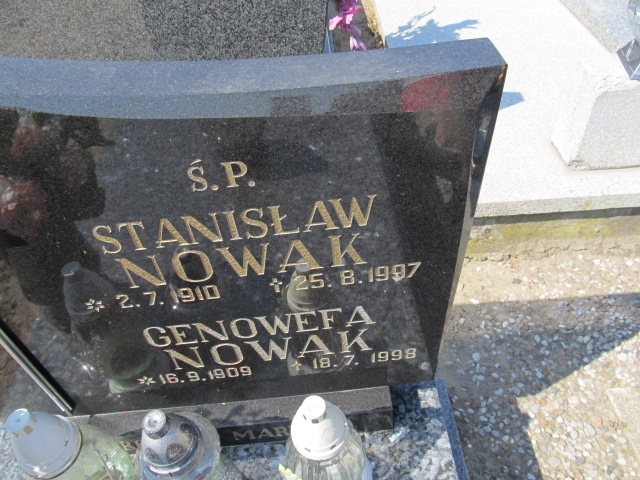 Ś.P.
STANISŁAW
NOWAK
* 2.7.1910 † 25.8.1997
GENOWEFA
NOWAK
* 16.9.1909 † 18.7.1998